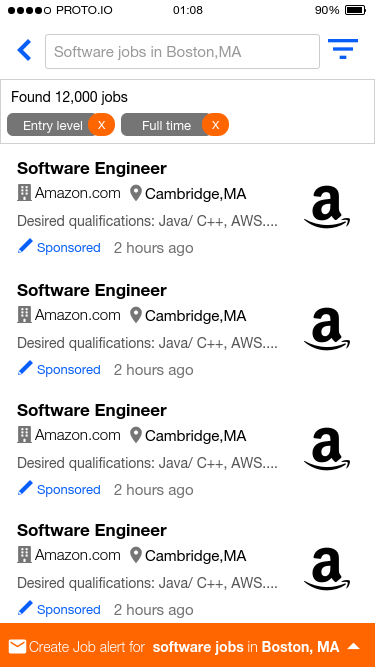 PROTO.IO 01:08 90%
Software jobs in Boston,MA
Found 12,000 jobs
Entry level x Full time x
Software Engineer
Amazon.com Cambridge,MA
Desired qualifications: Java/ C++, AWS....
Sponsored 2 hours ago
a
Software Engineer
Amazon.com Cambridge,MA
Desired qualifications: Java/ C++, AWS....
Sponsored 2 hours ago
a
Software Engineer
Amazon.com Cambridge,MA
Desired qualifications: Java/ C++, AWS....
Sponsored 2 hours ago
a
Software Engineer
Amazon.com Cambridge,MA
Desired qualifications: Java/ C++, AWS....
Sponsored 2 hours ago
a
Create Job alert for software jobs in Boston, MA